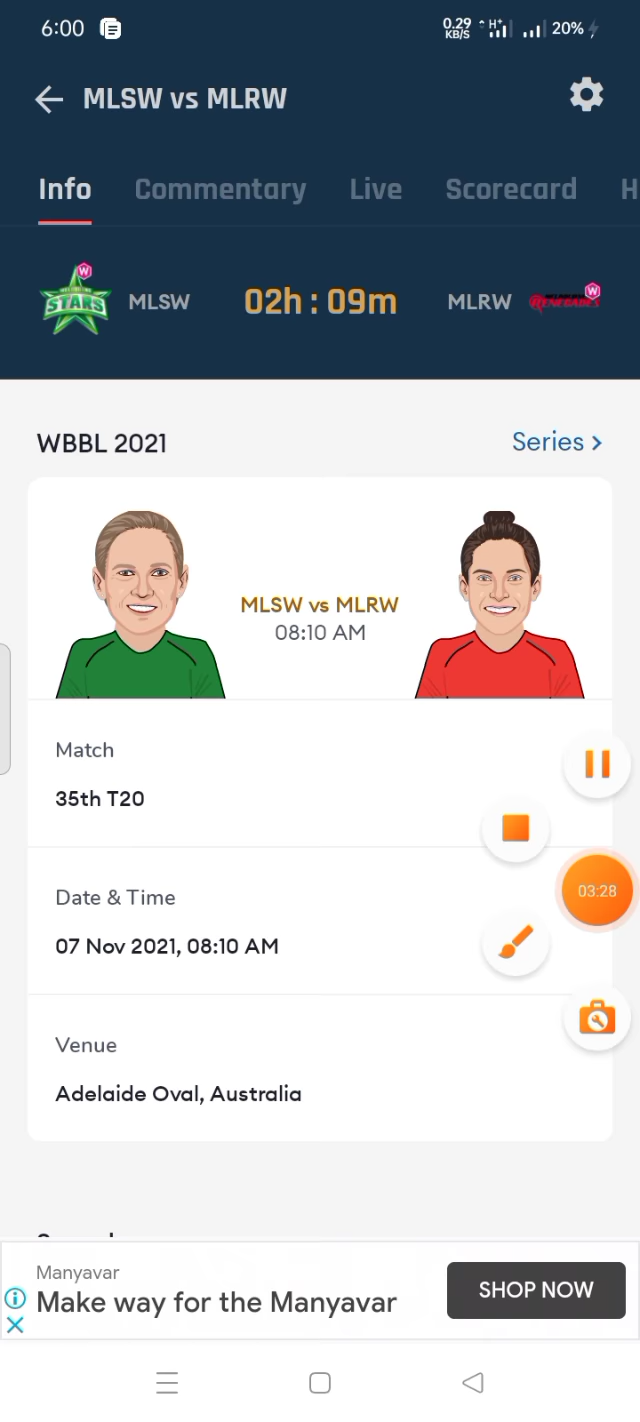 6:00
0.29 KB/S H+ 20%
MLSW vs MLRW
Info Commentary Live Scorecard H
STARS W MLSW 02h : 09m MLRW RENEGADES W
WBBL 2021 Series >
MLSW vs MLRW
08:10 AM
Match
35th T20
03:28
Date & Time
07 Nov 2021, 08:10 AM
Venue
Adelaide Oval, Australia
Manyavar
Make way for the Manyavar
SHOP NOW